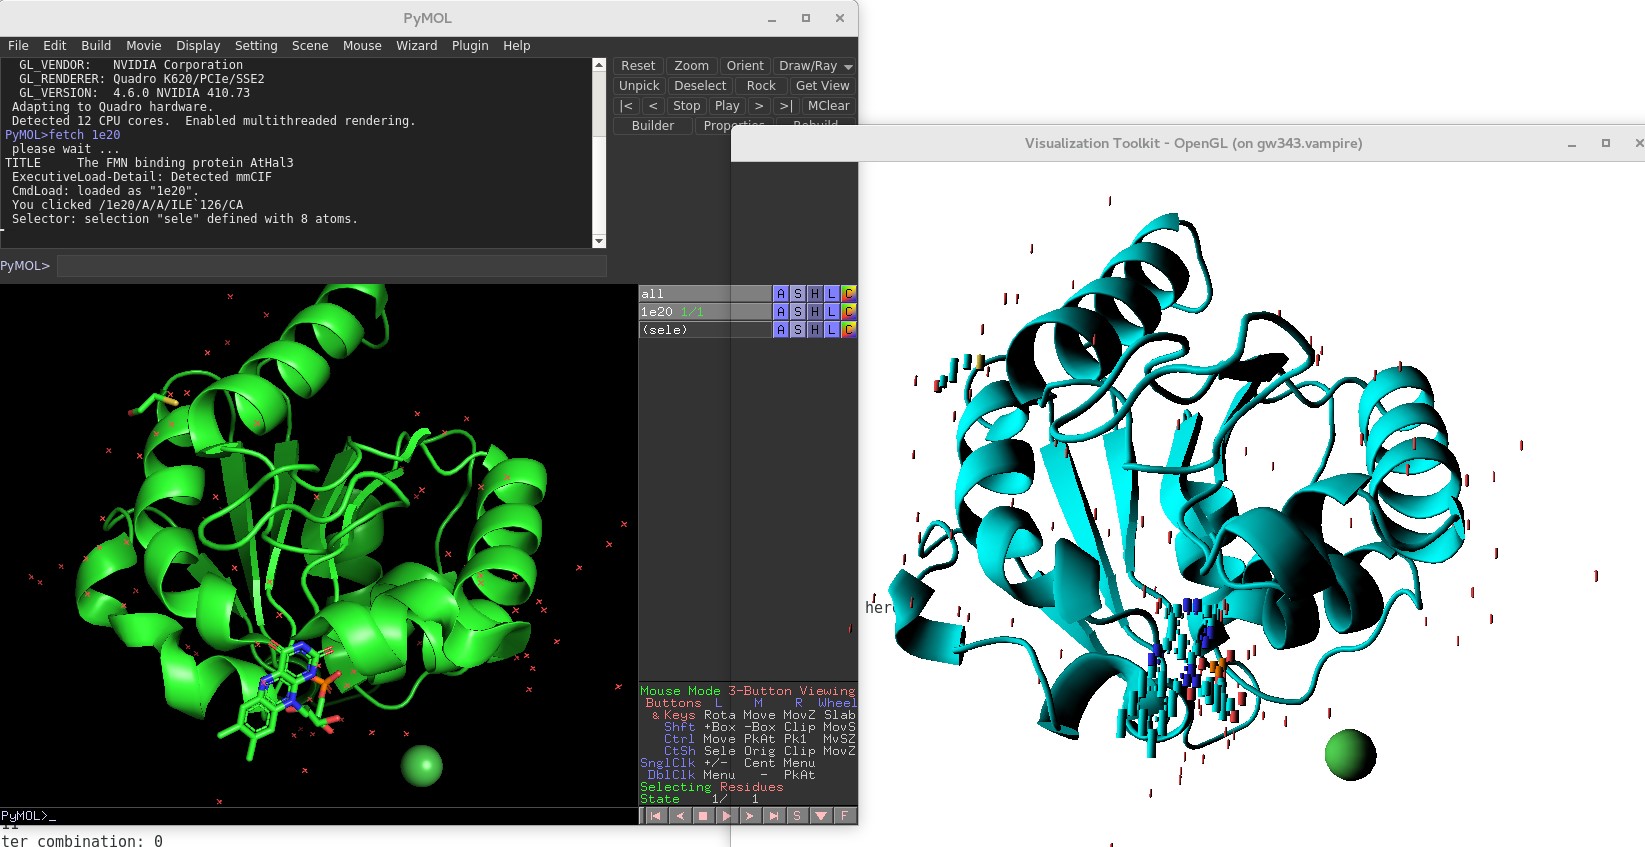 PyMOL
File Edit Build Movie Display Setting Scene Mouse Wizard Plugin Help
GL_VENDOR: NVIDIA Corporation
GL_RENDERER: Quadro K620/PCIe/SSE2
GL_VERSION: 4.6.0 NVIDIA 410.73
Adapting to Quadro hardware.
Detected 12 CPU cores. Enabled multithreaded rendering.
PyMOL>fetch 1e20
please wait ...
TITLE The FMN binding protein AtHal3
ExecutiveLoad-Detail: Detected mmCIF
CmdLoad: loaded as "1e20".
You clicked /1e20/A/A/ILE`126/CA
Selector: selection "sele" defined with 8 atoms.
PyMOL>
Reset Zoom Orient Draw/Ray
Unpick Deselect Rock Get View
|< < Stop Play > >| MClear
Builder Properties Rebuild
Visualization Toolkit - OpenGL (on gw343.vampire)
all A S H L C
1e20 1/1 A S H L C
(sele) A S H L C
her
Mouse Mode 3-Button Viewing
Buttons L M R Wheel
& Keys Rota Move MovZ Slab
Shft +Box -Box Clip MovS
Ctrl Move PkAt Pk1 MvSZ
CtSh Sele Orig Clip MovZ
SnglClk +/- Cent Menu
DblClk Menu - PkAt
Selecting Residues
State 1/ 1
PyMOL>_
S F
ter combination: 0